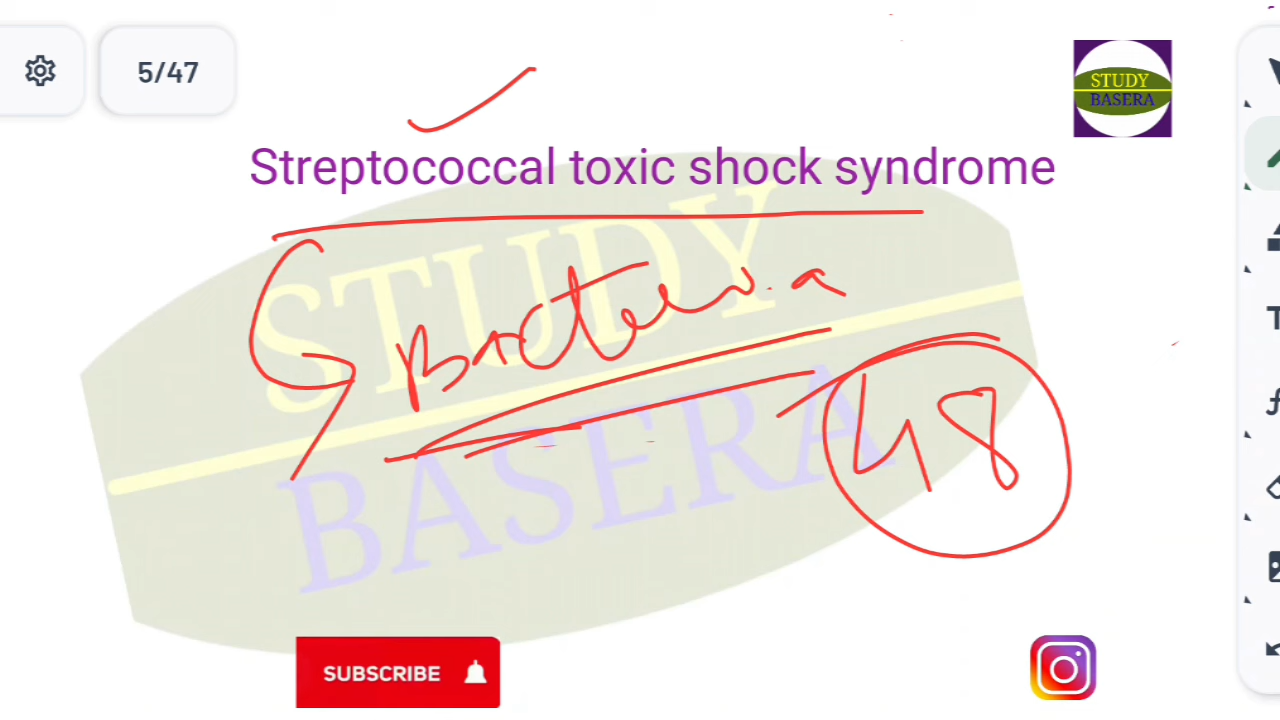 5/47
STUDY
BASERA
Streptococcal toxic shock syndrome
STUDY
Bacteria
48
BASERA
SUBSCRIBE